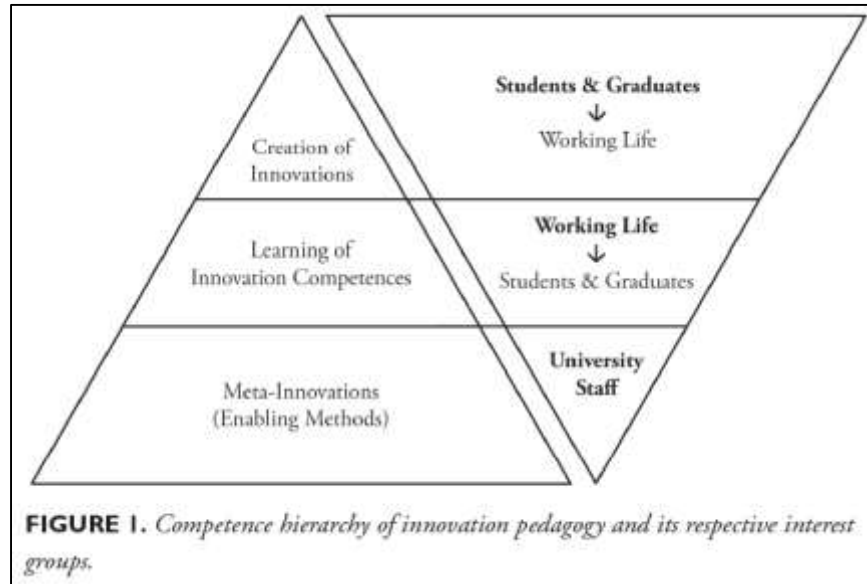 Students & Graduates
↓
Working Life
Creation of
Innovations
Working Life
↓
Students & Graduates
Learning of
Innovation Competences
University
Staff
Meta-Innovations
(Enabling Methods)
FIGURE 1. Competence hierarchy of innovation pedagogy and its respective interest
groups.